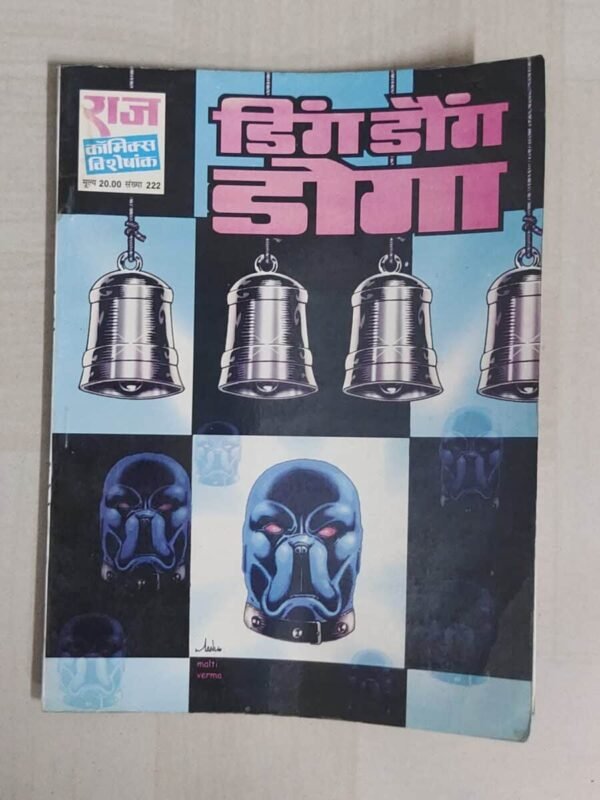 राज
कॉमिक्स
विशेषांक
मूल्य 20.00 संख्या 222
डिंग डौंग
डोगा
malti
verma